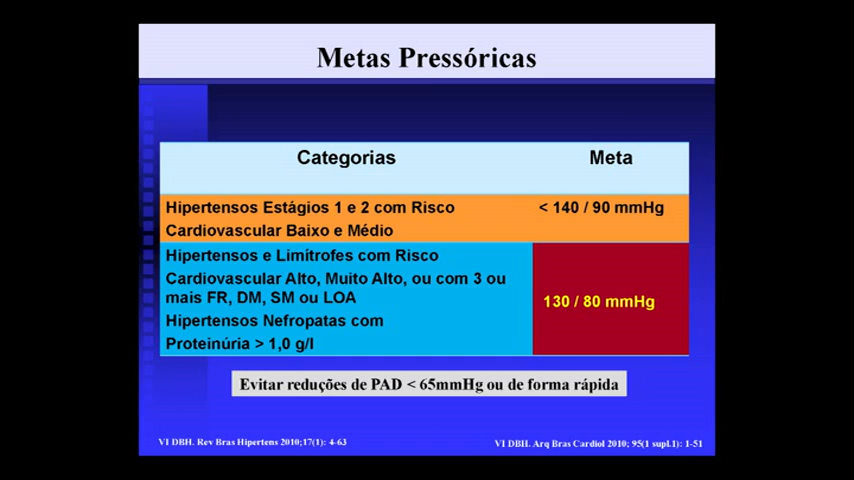 Metas Pressóricas
Categorias Meta
Hipertensos Estágios 1 e 2 com Risco < 140 / 90 mmHg
Cardiovascular Baixo e Médio
Hipertensos e Limítrofes com Risco
Cardiovascular Alto, Muito Alto, ou com 3 ou
mais FR, DM, SM ou LOA
130 / 80 mmHg
Hipertensos Nefropatas com
Proteinúria > 1,0 g/l
Evitar reduções de PAD < 65mmHg ou de forma rápida
VI DBH. Rev Bras Hipertens 2010;17(1): 4-63
VI DBH. Arq Bras Cardiol 2010; 95(1 supl.1): 1-51